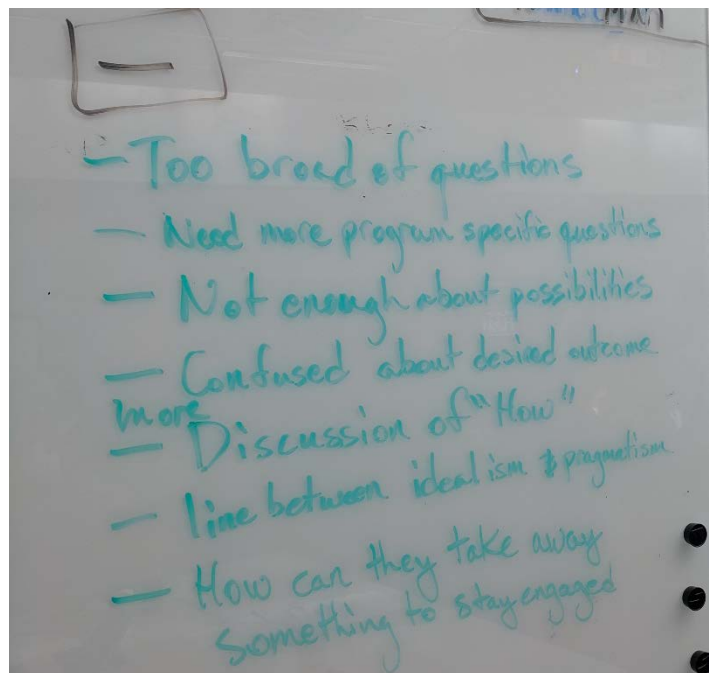 —
- Too broad of questions
- Need more program specific questions
- Not enough about possibilities
- Confused about desired outcome
more
- Discussion of "How"
- line between idealism & pragmatism
- How can they take away
something to stay engaged